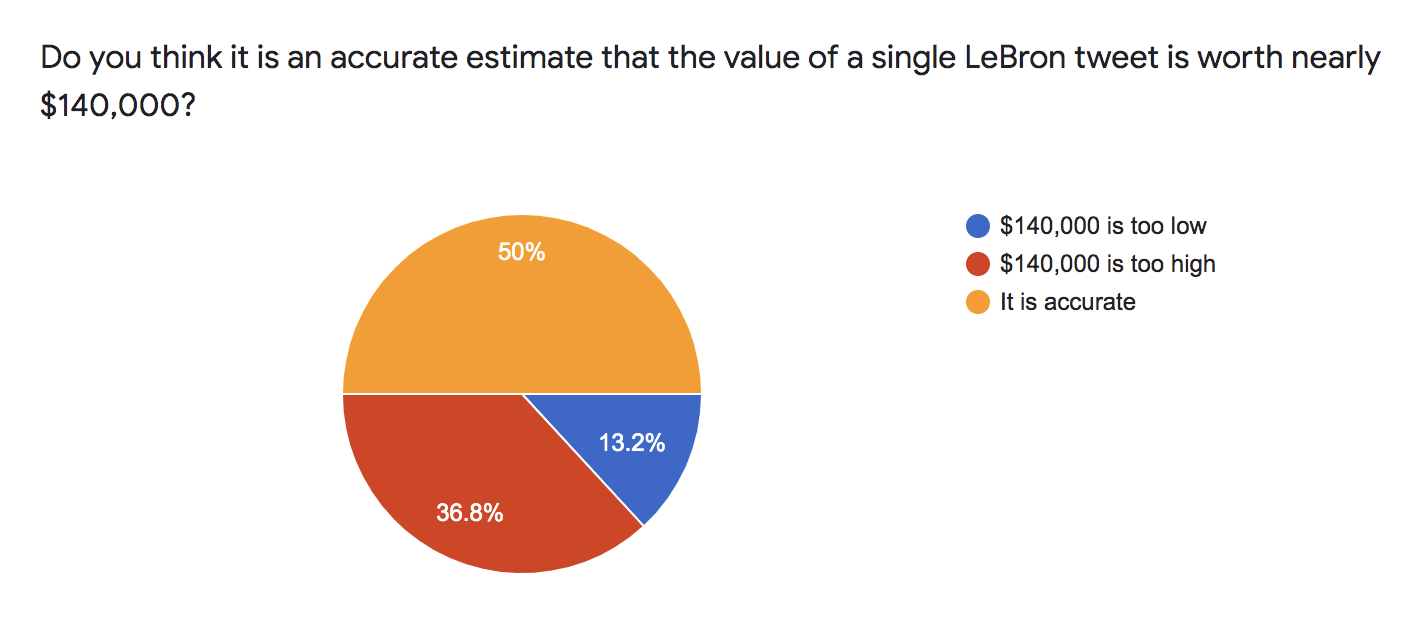 Do you think it is an accurate estimate that the value of a single LeBron tweet is worth nearly
$140,000?
50%
13.2%
36.8%
$140,000 is too low
$140,000 is too high
It is accurate